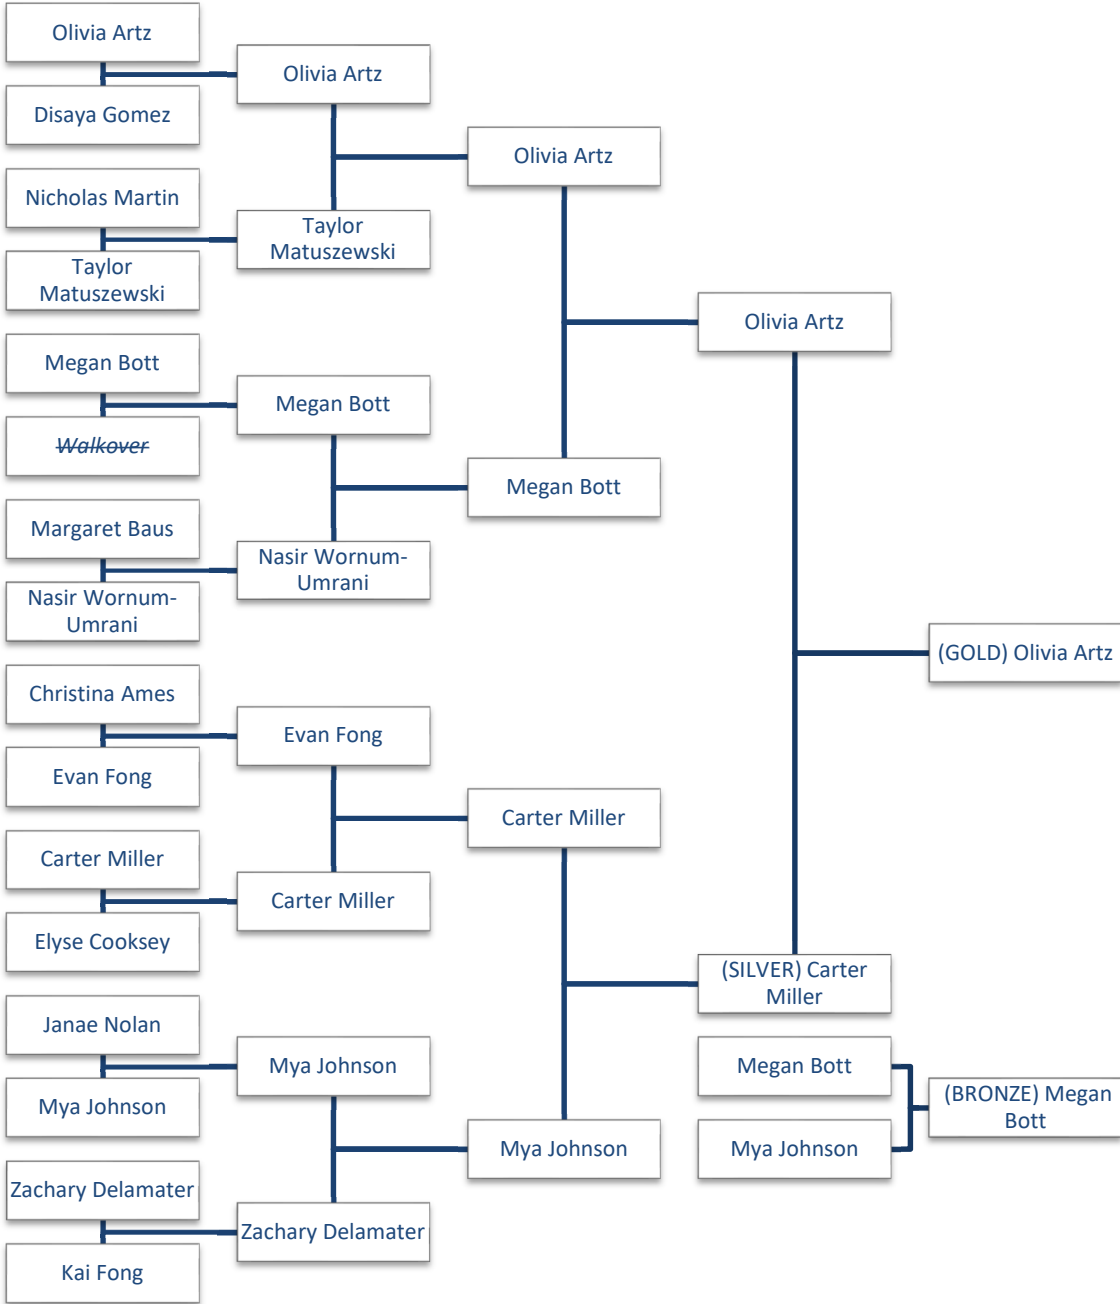 Olivia Artz
Disaya Gomez
Nicholas Martin
Taylor
Matuszewski
Megan Bott
Walkover
Margaret Baus
Nasir Wornum-
Umrani
Christina Ames
Evan Fong
Carter Miller
Elyse Cooksey
Janae Nolan
Mya Johnson
Zachary Delamater
Kai Fong
Olivia Artz
Taylor
Matuszewski
Megan Bott
Nasir Wornum-
Umrani
Evan Fong
Carter Miller
Mya Johnson
Zachary Delamater
Olivia Artz
Megan Bott
Carter Miller
Mya Johnson
Olivia Artz
(SILVER) Carter
Miller
Megan Bott
Mya Johnson
(GOLD) Olivia Artz
(BRONZE) Megan
Bott